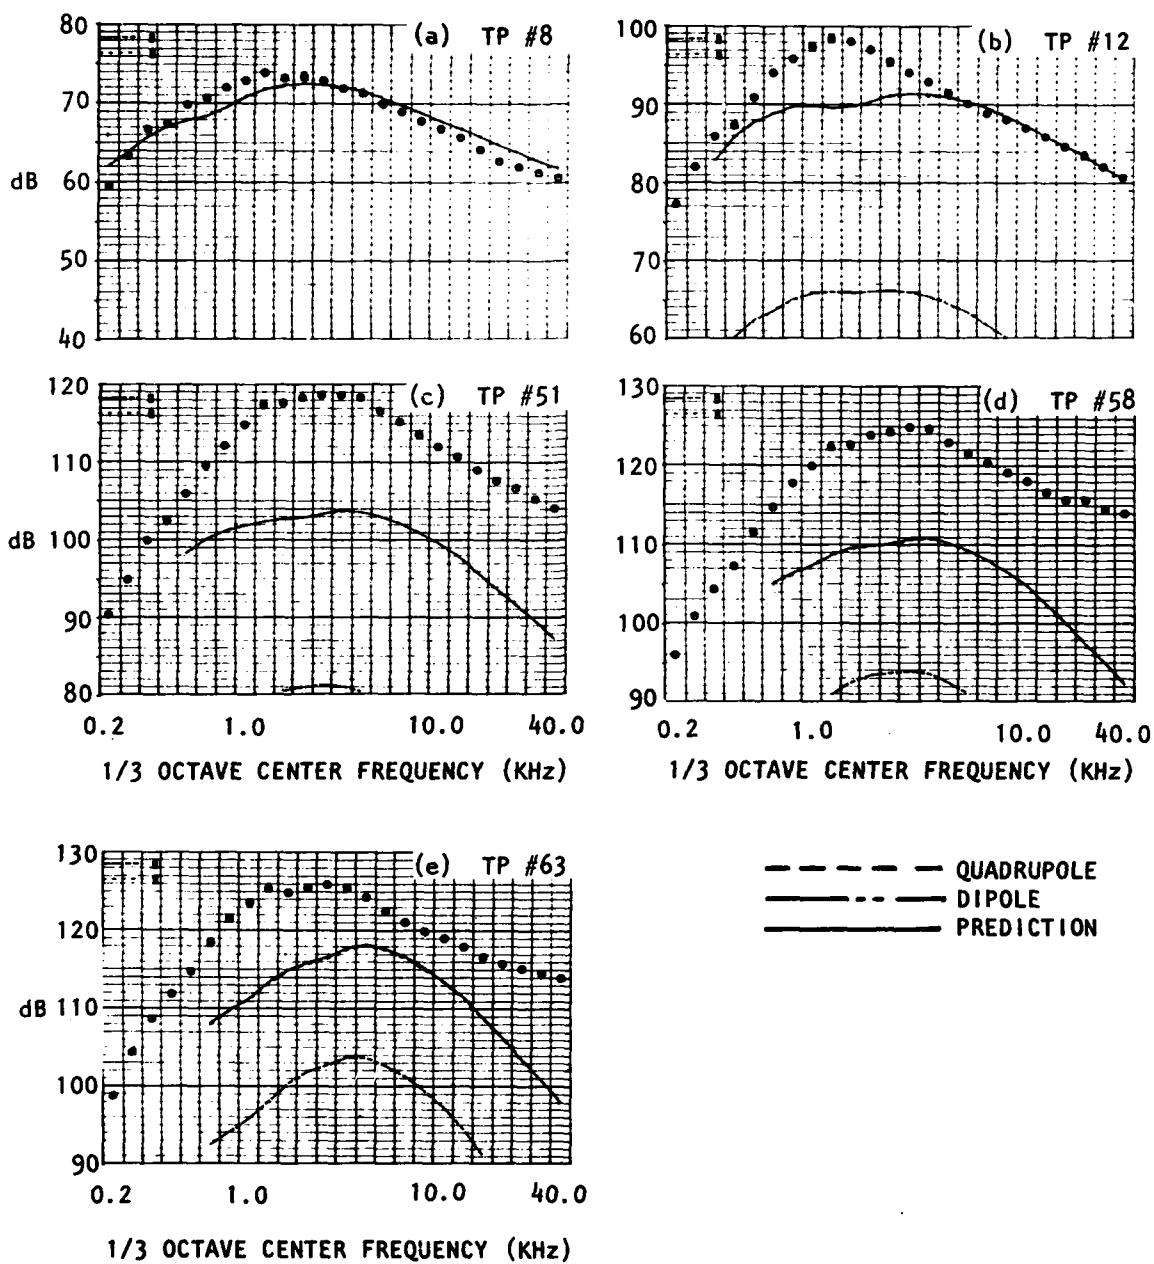 (a) TP #8
80
70
dB 60
50
40
(b) TP #12
100
90
80
70
60
(c) TP #51
120
110
dB 100
90
80
0.2 1.0 10.0 40.0
1/3 OCTAVE CENTER FREQUENCY (KHz)
(d) TP #58
130
120
110
100
90
0.2 1.0 10.0 40.0
1/3 OCTAVE CENTER FREQUENCY (KHz)
(e) TP #63
130
120
dB 110
100
90
0.2 1.0 10.0 40.0
1/3 OCTAVE CENTER FREQUENCY (KHz)
QUADRUPOLE
DIPOLE
PREDICTION